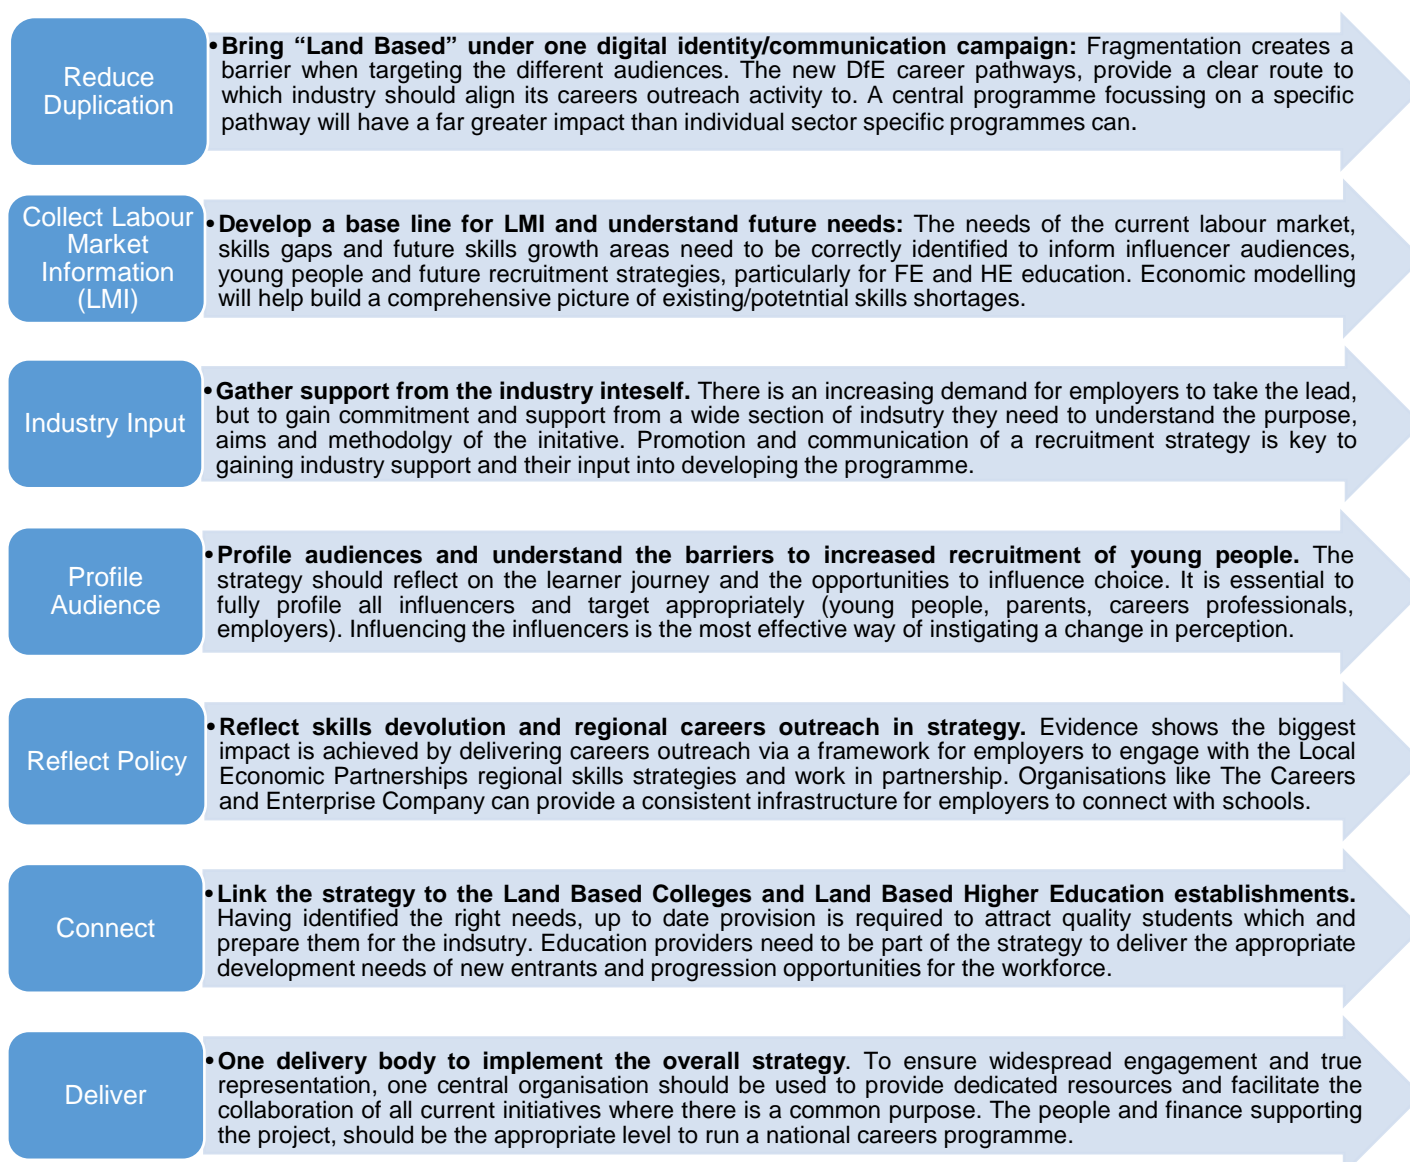 Reduce
Duplication
•Bring “Land Based” under one digital identity/communication campaign: Fragmentation creates a
barrier when targeting the different audiences. The new DfE career pathways, provide a clear route to
which industry should align its careers outreach activity to. A central programme focussing on a specific
pathway will have a far greater impact than individual sector specific programmes can.
Collect Labour
Market
Information
(LMI)
•Develop a base line for LMI and understand future needs: The needs of the current labour market,
skills gaps and future skills growth areas need to be correctly identified to inform influencer audiences,
young people and future recruitment strategies, particularly for FE and HE education. Economic modelling
will help build a comprehensive picture of existing/potetntial skills shortages.
Industry Input
•Gather support from the industry inteself. There is an increasing demand for employers to take the lead,
but to gain commitment and support from a wide section of indsutry they need to understand the purpose,
aims and methodolgy of the initative. Promotion and communication of a recruitment strategy is key to
gaining industry support and their input into developing the programme.
Profile
Audience
•Profile audiences and understand the barriers to increased recruitment of young people. The
strategy should reflect on the learner journey and the opportunities to influence choice. It is essential to
fully profile all influencers and target appropriately (young people, parents, careers professionals,
employers). Influencing the influencers is the most effective way of instigating a change in perception.
Reflect Policy
•Reflect skills devolution and regional careers outreach in strategy. Evidence shows the biggest
impact is achieved by delivering careers outreach via a framework for employers to engage with the Local
Economic Partnerships regional skills strategies and work in partnership. Organisations like The Careers
and Enterprise Company can provide a consistent infrastructure for employers to connect with schools.
Connect
•Link the strategy to the Land Based Colleges and Land Based Higher Education establishments.
Having identified the right needs, up to date provision is required to attract quality students which and
prepare them for the indsutry. Education providers need to be part of the strategy to deliver the appropriate
development needs of new entrants and progression opportunities for the workforce.
Deliver
•One delivery body to implement the overall strategy. To ensure widespread engagement and true
representation, one central organisation should be used to provide dedicated resources and facilitate the
collaboration of all current initiatives where there is a common purpose. The people and finance supporting
the project, should be the appropriate level to run a national careers programme.